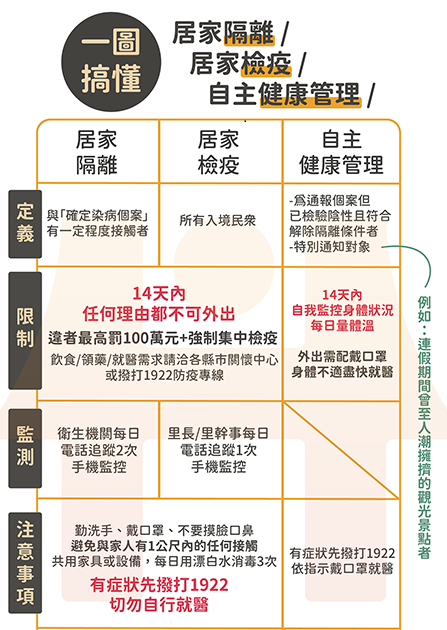 一圖
搞懂
居家隔離/
居家檢疫/
自主健康管理/
居家
隔離
居家
檢疫
自主
健康管理
定義
與「確定染病個案」
有一定程度接觸者
所有入境民衆
-爲通報個案但
已檢驗陰性且符合
解除隔離條件者
-特別通知對象
例如：連假期間曾至人潮擁擠的觀光景點者
限制
14天內
任何理由都不可外出
違者最高罰100萬元+強制集中檢疫
飲食/領藥/就醫需求請洽各縣市關懷中心
或撥打1922防疫專線
14天內
自我監控身體狀況
每日量體溫
外出需配戴口罩
身體不適盡快就醫
監測
衛生機關每日
電話追蹤2次
手機監控
里長/里幹事每日
電話追蹤1次
手機監控
注意事項
勤洗手、戴口罩、不要摸臉口鼻
避免與家人有1公尺內的任何接觸
共用家具或設備，每日用漂白水消毒3次
有症狀先撥打1922
切勿自行就醫
有症狀先撥打1922
依指示戴口罩就醫